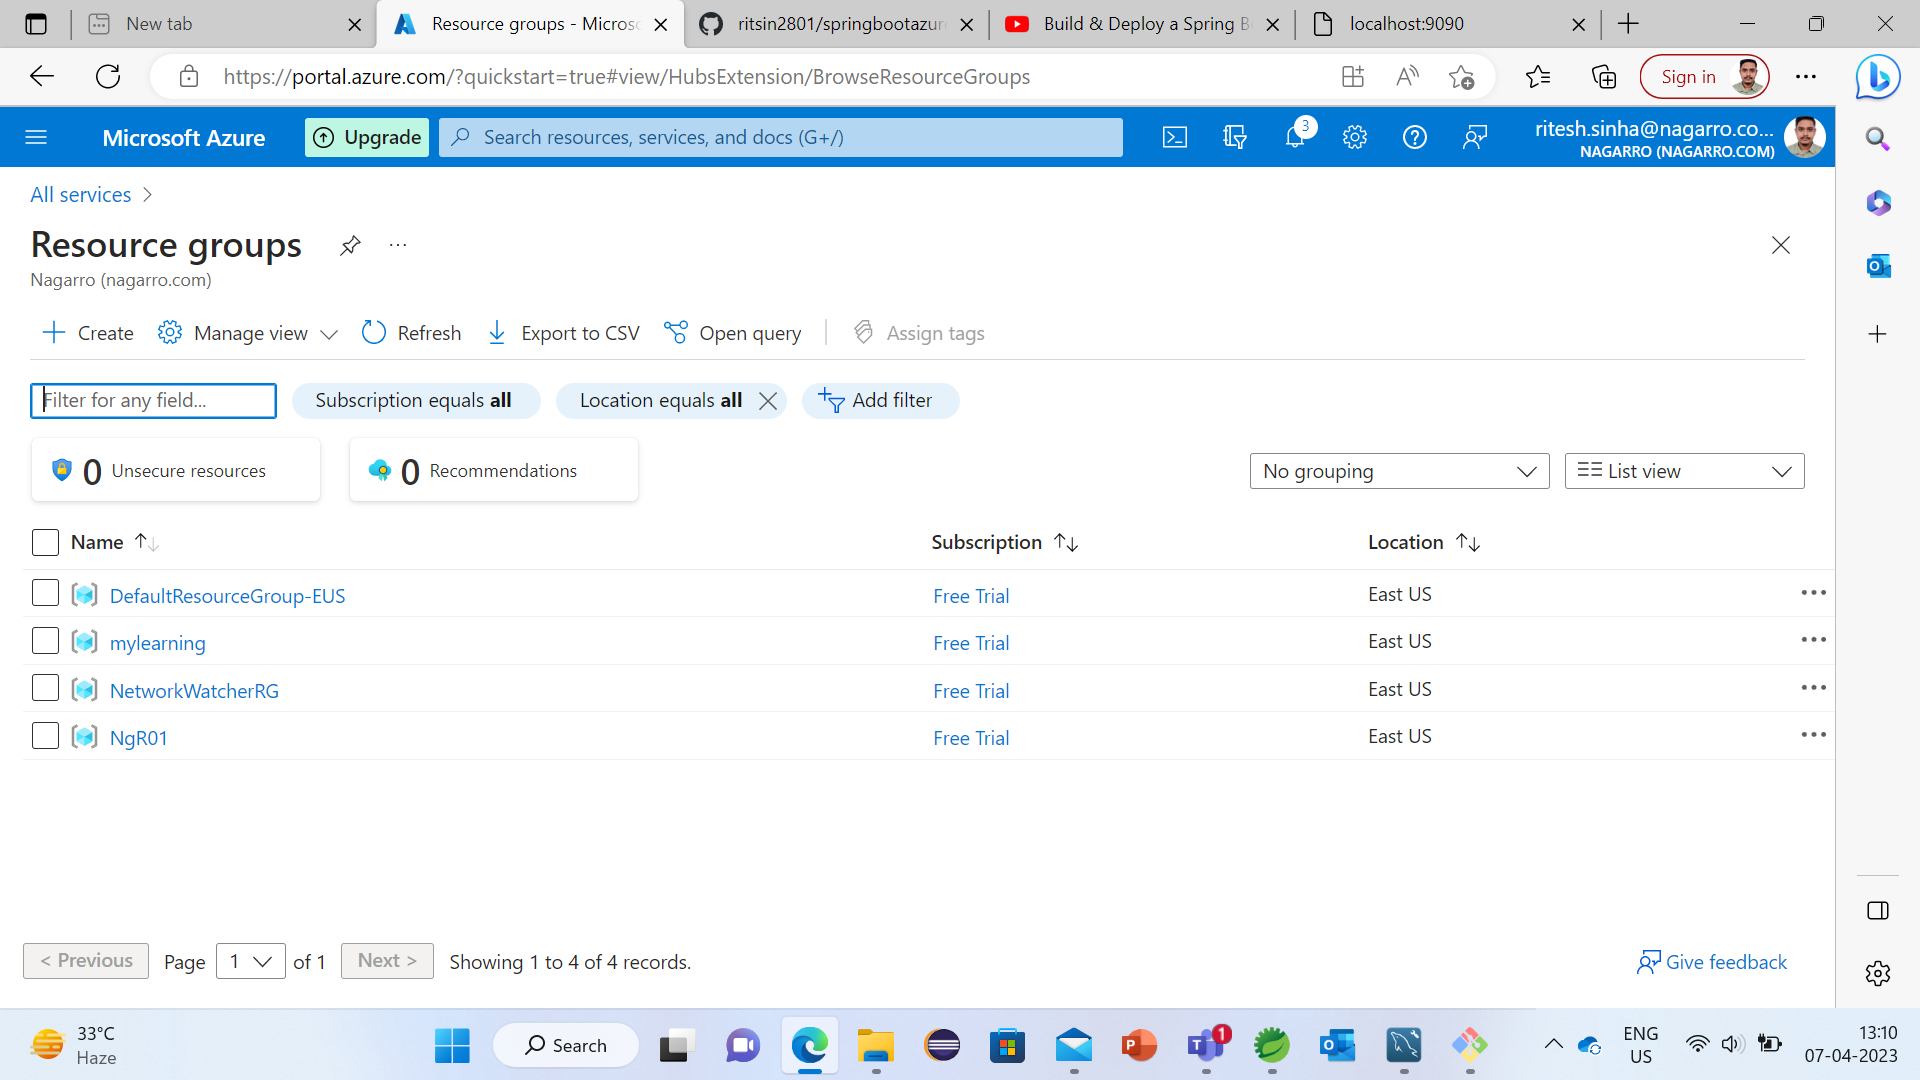 New tab
Resource groups - Micros
ritsin2801/springbootazur
Build & Deploy a Spring B
localhost:9090
https://portal.azure.com/?quickstart=true#view/HubsExtension/BrowseResourceGroups
Sign in
Microsoft Azure
Upgrade
Search resources, services, and docs (G+/)
3
ritesh.sinha@nagarro.co...
NAGARRO (NAGARRO.COM)
All services
Resource groups
Nagarro (nagarro.com)
Create
Manage view
Refresh
Export to CSV
Open query
Assign tags
Filter for any field...
Subscription equals all
Location equals all
Add filter
0 Unsecure resources
0 Recommendations
No grouping
List view
Name Subscription Location
DefaultResourceGroup-EUS Free Trial East US
mylearning Free Trial East US
NetworkWatcherRG Free Trial East US
NgR01 Free Trial East US
< Previous Page 1 of 1 Next > Showing 1 to 4 of 4 records.
Give feedback
33°C
Haze
Search
1
ENG
US
13:10
07-04-2023